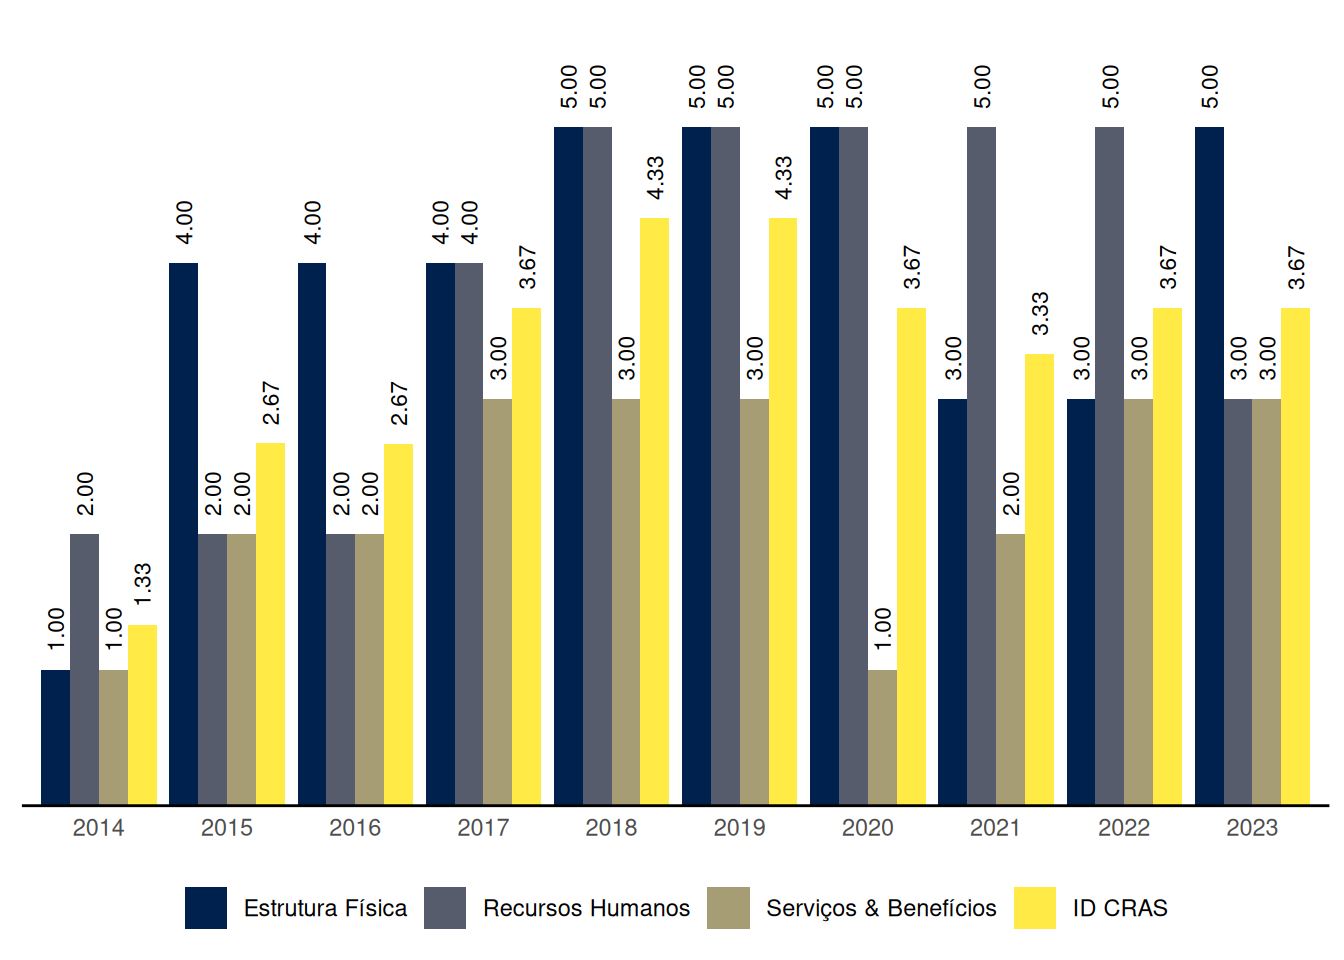 5.00 5.00 5.00 5.00 5.00 5.00 5.00 5.00 5.00
4.33 4.33
4.00 4.00 4.00 4.00
3.67 3.67 3.67 3.67
3.33
3.00 3.00 3.00 3.00 3.00 3.00 3.00
2.67 2.67
2.00 2.00 2.00 2.00 2.00 2.00
1.33
1.00 1.00 1.00
2014 2015 2016 2017 2018 2019 2020 2021 2022 2023
Estrutura Física Recursos Humanos Serviços & Benefícios ID CRAS